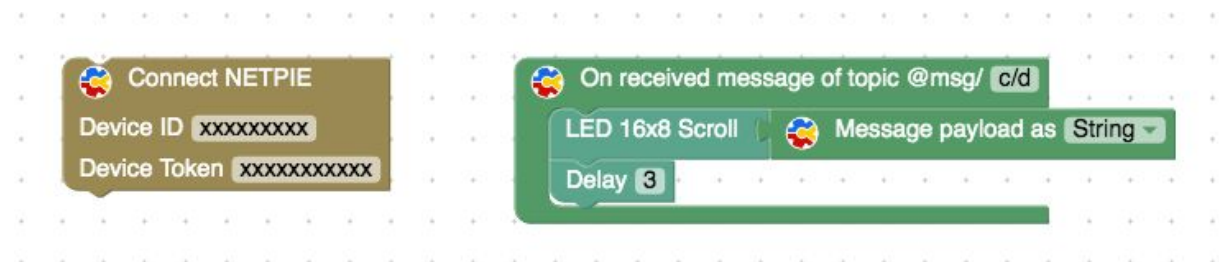 Connect NETPIE
Device ID xxxxxxxxx
Device Token xxxxxxxxxxx
On received message of topic @msg/ c/d
LED 16x8 Scroll Message payload as String
Delay 3